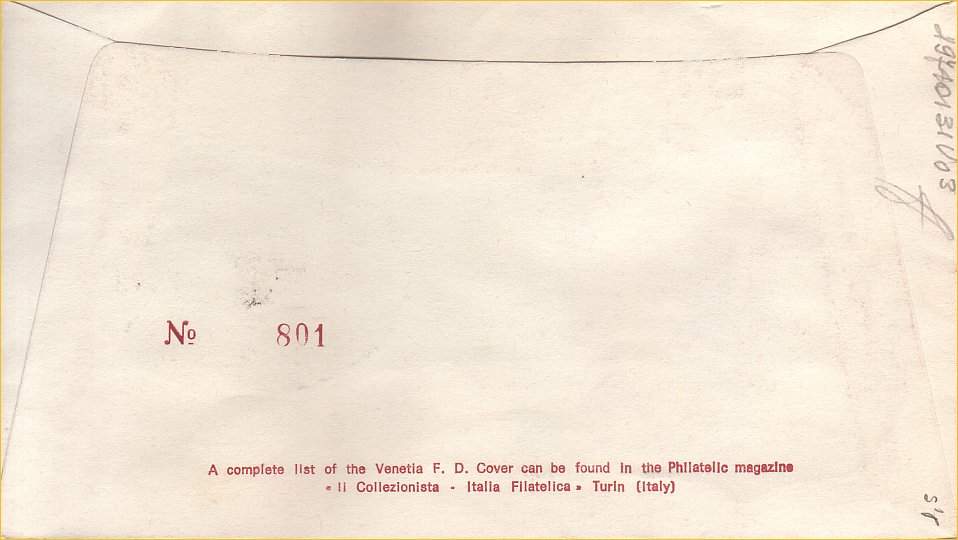 No 801
A complete list of the Venetia F. D. Cover can be found in the Philatelic magazine
« Il Collezionista - Italia Filatelica » Turin (Italy)